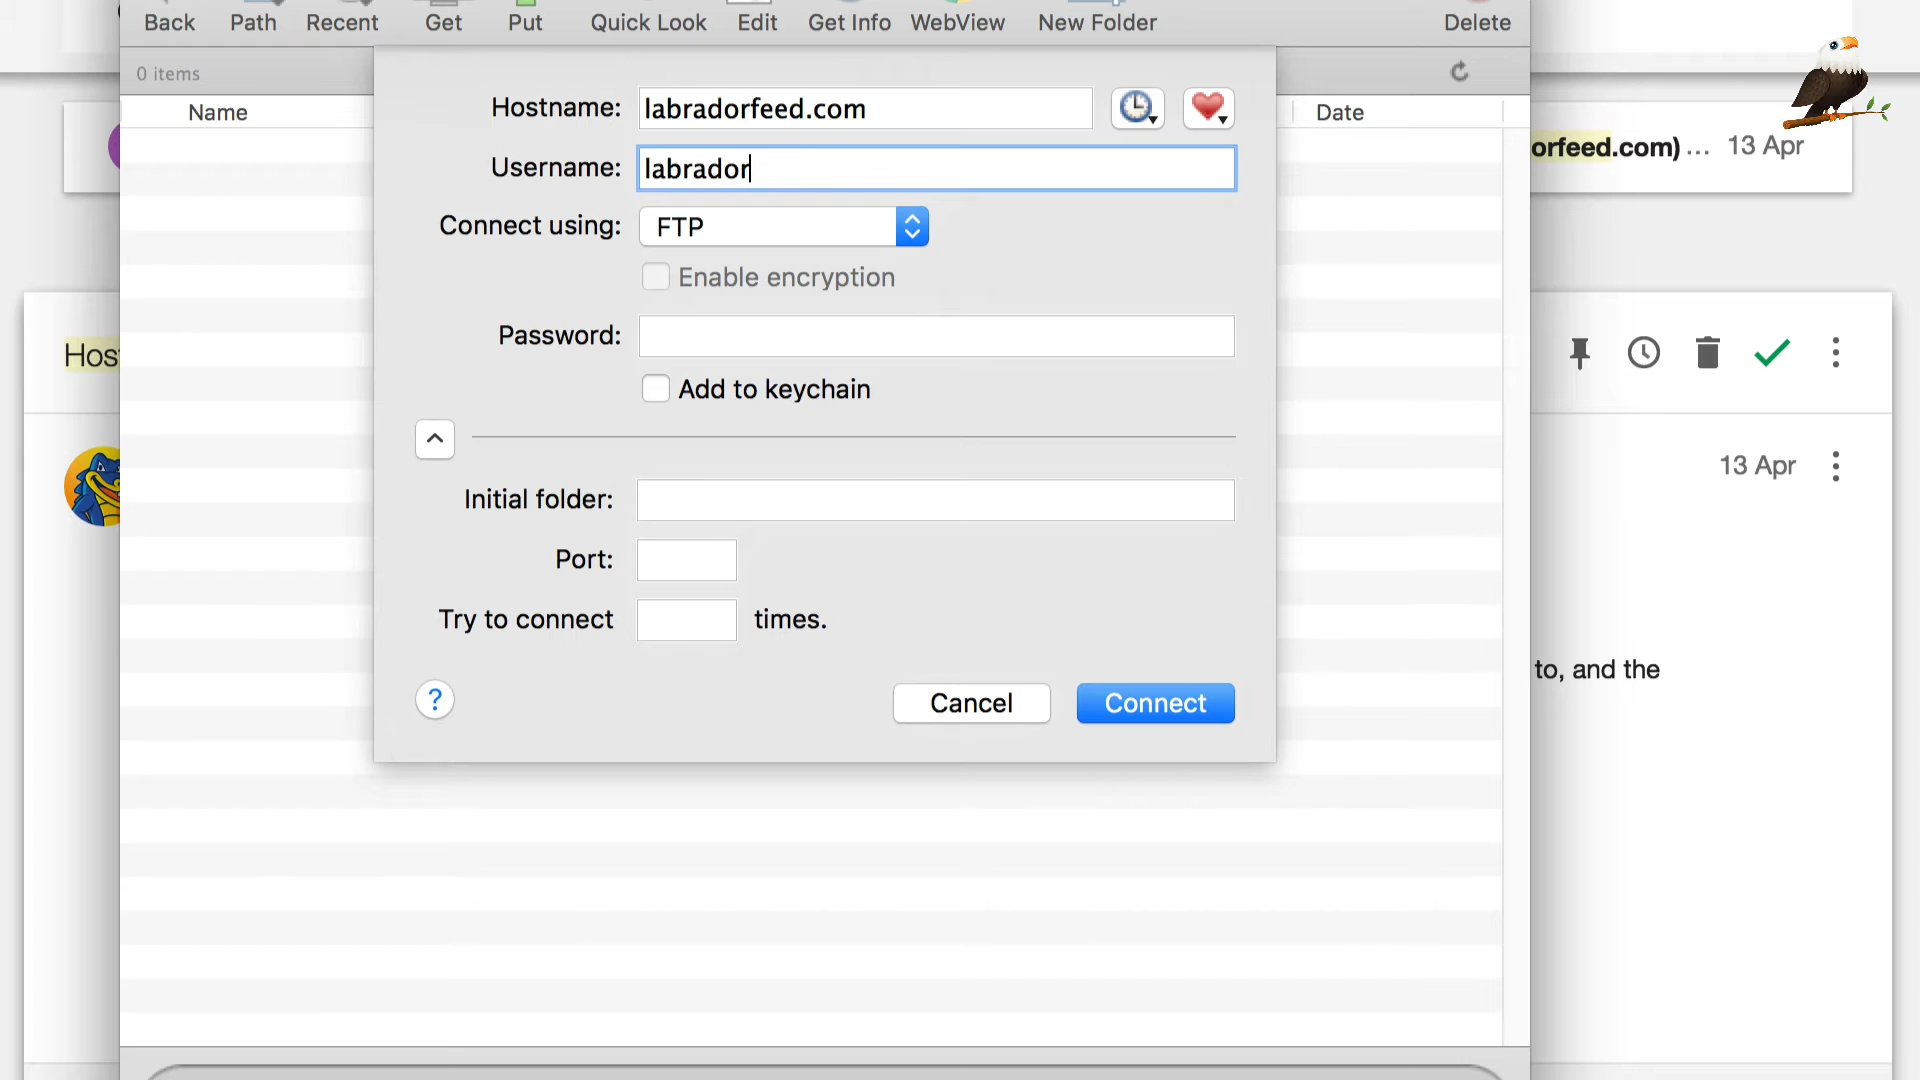 Back Path Recent Get Put Quick Look Edit Get Info WebView New Folder Delete
0 items
Name Date
Hostname: labradorfeed.com
orfeed.com) ... 13 Apr
Username: labrador
Connect using: FTP
Enable encryption
Password:
Hos
Add to keychain
13 Apr
Initial folder:
Port:
Try to connect times.
to, and the
? Cancel Connect